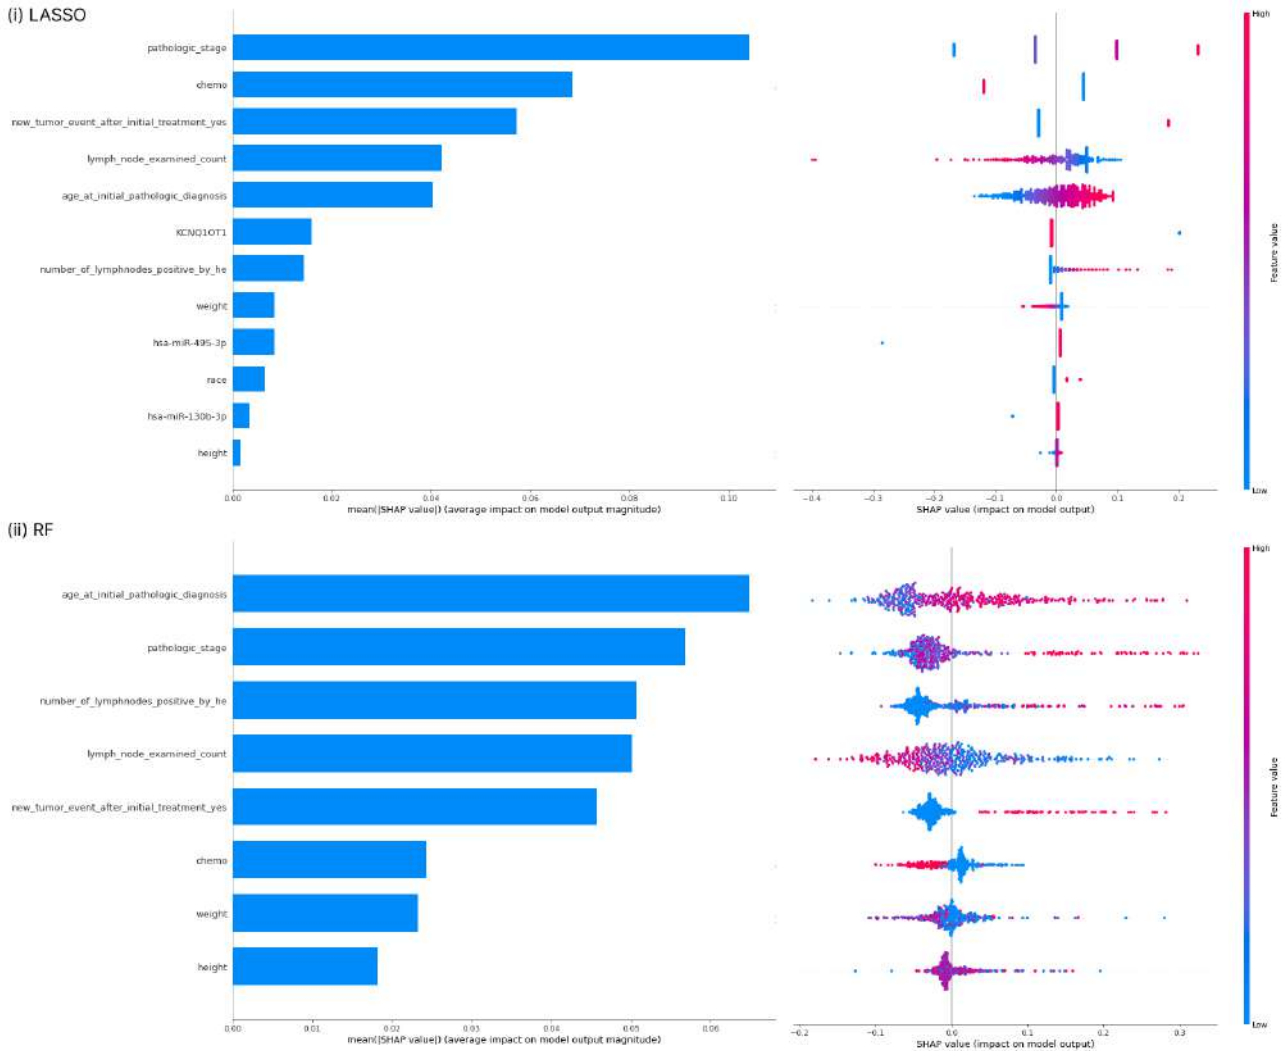 (i) LASSO
High
pathologic_stage
chemo
new_tumor_event_after_initial_treatment_yes
lymph_node_examined_count
age_at_initial_pathologic_diagnosis
KCNQ1OT1
number_of_lymphnodes_positive_by_he
weight
hsa-miR-495-3p
race
hsa-miR-130b-3p
height
Feature value
Low
0.00 0.02 0.04 0.06 0.08 0.10
mean(|SHAP value|) (average impact on model output magnitude)
−0.4 −0.3 −0.2 −0.1 0.0 0.1 0.2
SHAP value (impact on model output)
(ii) RF
High
age_at_initial_pathologic_diagnosis
pathologic_stage
number_of_lymphnodes_positive_by_he
lymph_node_examined_count
new_tumor_event_after_initial_treatment_yes
chemo
weight
height
Feature value
Low
0.00 0.01 0.02 0.03 0.04 0.05 0.06
mean(|SHAP value|) (average impact on model output magnitude)
−0.2 −0.1 0.0 0.1 0.2 0.3
SHAP value (impact on model output)